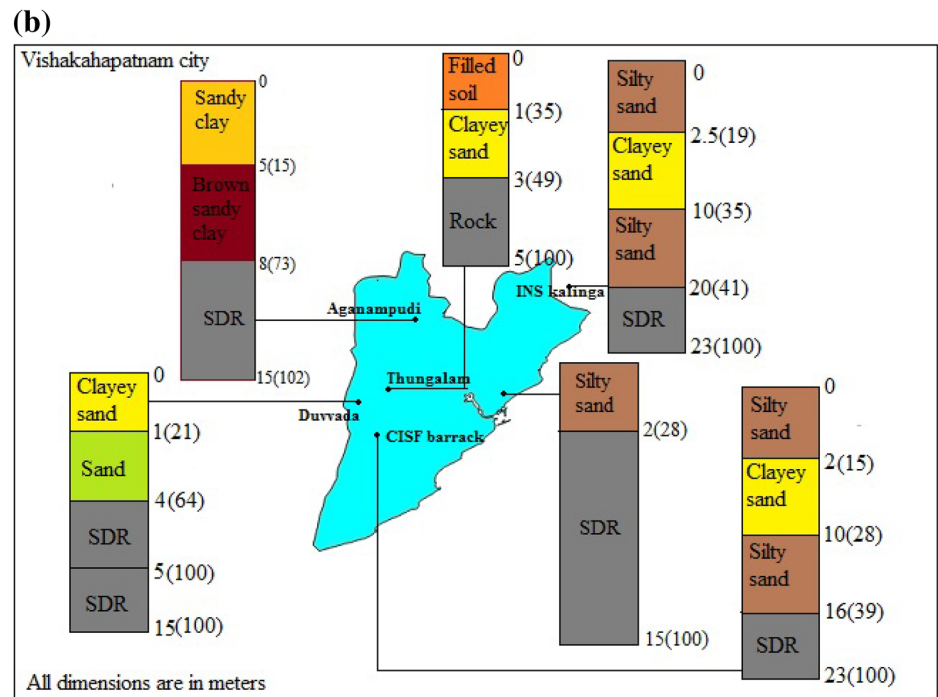 (b)
Vishakahapatnam city
0
Sandy
clay
5(15)
Brown
sandy
clay
8(73)
SDR
15(102)
0
Filled
soil
1(35)
Clayey
sand
3(49)
Rock
5(100)
0
Silty
sand
2.5(19)
Clayey
sand
10(35)
Silty
sand
20(41)
SDR
23(100)
INS kalinga
Aganampudi
Thungalam
Duvvada
CISF barrack
0
Clayey
sand
1(21)
Sand
4(64)
SDR
5(100)
SDR
15(100)
Silty
sand
2(28)
SDR
15(100)
0
Silty
sand
2(15)
Clayey
sand
10(28)
Silty
sand
16(39)
SDR
23(100)
All dimensions are in meters